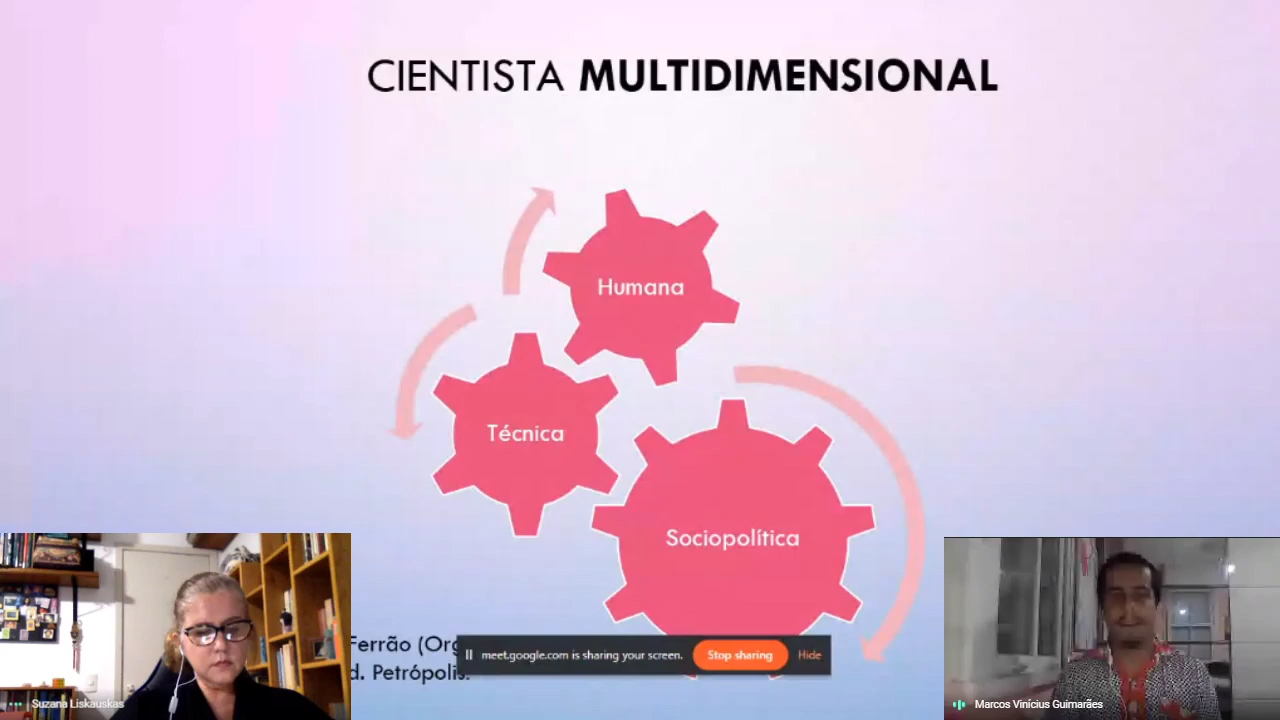 CIENTISTA MULTIDIMENSIONAL
Humana
Técnica
Sociopolítica
Ferrão (Org
d. Petrópolis:
meet.google.com is sharing your screen.
Stop sharing
Hide
Suzana Liskauskas
Marcos Vinícius Guimarães